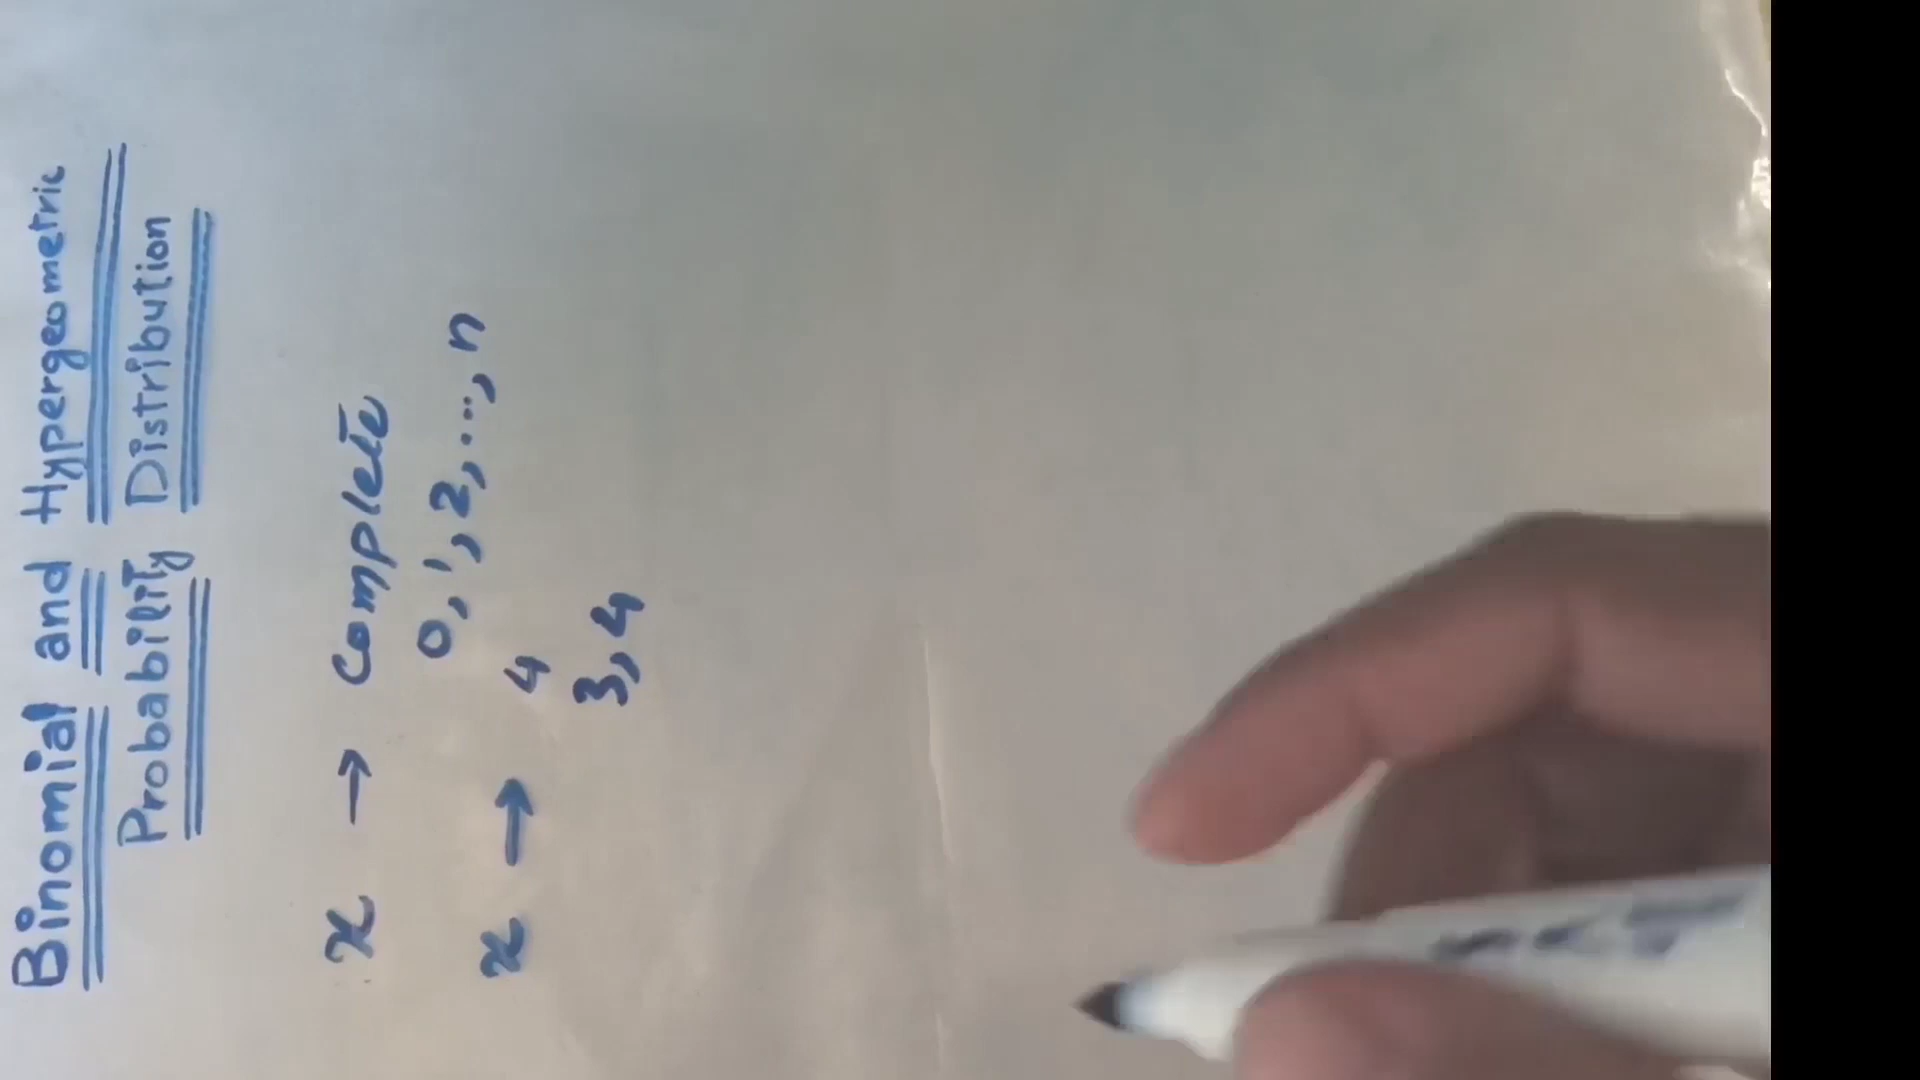 Binomial and Hypergeometric
Probability Distribution
x → Complete
0, 1, 2, ..., n
x → 4
3, 4